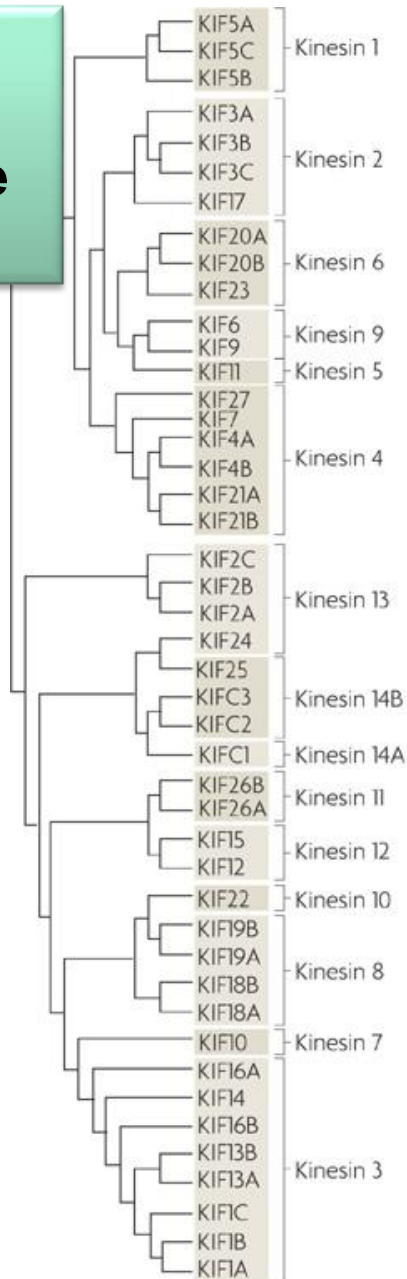 e
KIF5A
KIF5C
KIF5B
Kinesin 1
KIF3A
KIF3B
KIF3C
KIF17
Kinesin 2
KIF20A
KIF20B
KIF23
Kinesin 6
KIF6
KIF9
Kinesin 9
KIF11
Kinesin 5
KIF27
KIF7
KIF4A
KIF4B
KIF21A
KIF21B
Kinesin 4
KIF2C
KIF2B
KIF2A
KIF24
Kinesin 13
KIF25
KIFC3
KIFC2
Kinesin 14B
KIFC1
Kinesin 14A
KIF26B
KIF26A
Kinesin 11
KIF15
KIF12
Kinesin 12
KIF22
Kinesin 10
KIF19B
KIF19A
KIF18B
KIF18A
Kinesin 8
KIF10
Kinesin 7
KIF16A
KIF14
KIF16B
KIF13B
KIF13A
KIF1C
KIF1B
KIF1A
Kinesin 3